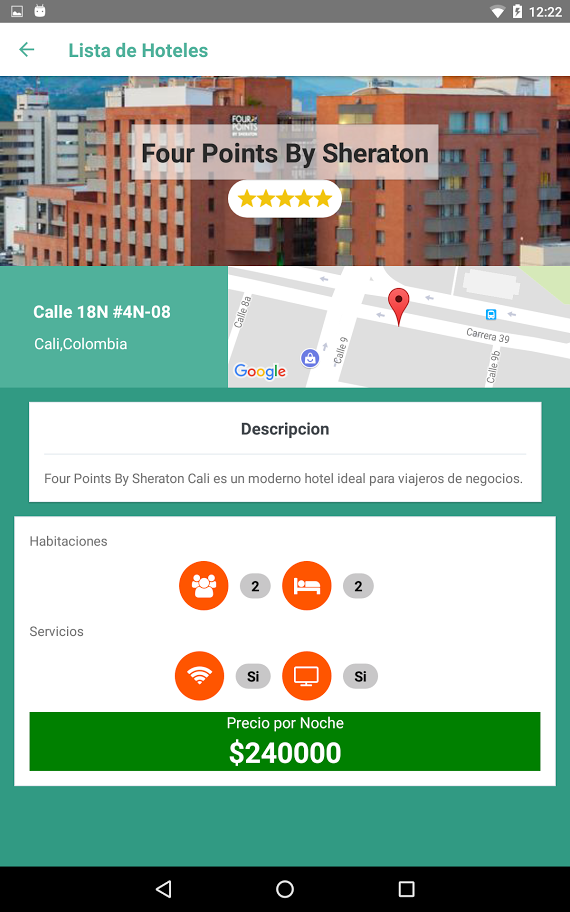 12:22
Lista de Hoteles
FOUR
POINTS
BY SHERATON
Four Points By Sheraton
Calle 18N #4N-08
Cali,Colombia
Calle 8a
Calle 9
Carrera 39
Calle 9b
Google
Descripcion
Four Points By Sheraton Cali es un moderno hotel ideal para viajeros de negocios.
Habitaciones
2
2
Servicios
Si
Si
Precio por Noche
$240000